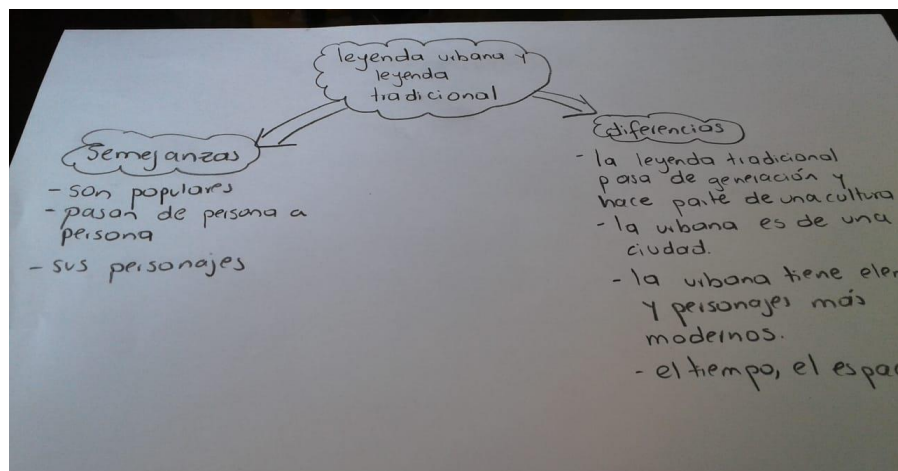 leyenda urbana y
leyenda
tradicional
Semejanzas
- son populares
- pasan de persona a
persona
- sus personajes
diferencias
- la leyenda tradicional
pasa de generación y
hace parte de una cultura
- la urbana es de una
ciudad.
- la urbana tiene
y personajes más
modernos.
- el tiempo, el